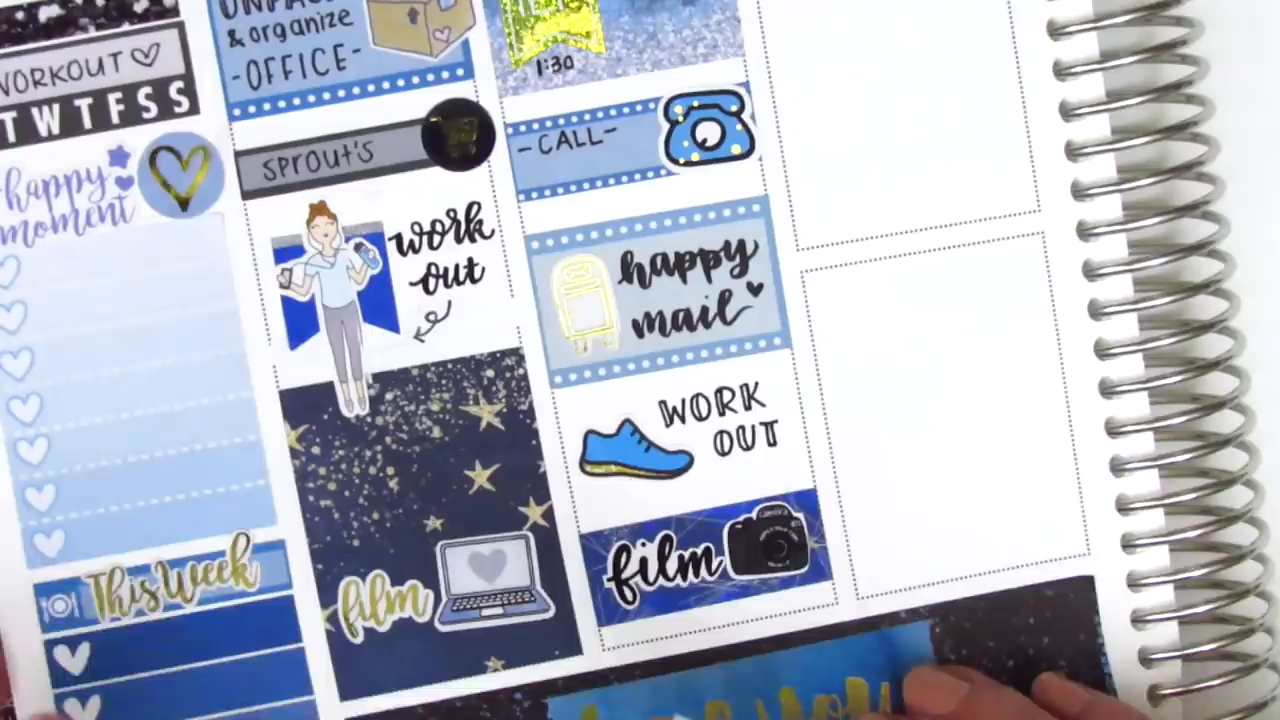 & organize
-OFFICE-
WORKOUT
T W T F S S
happy
moment
This Week
SPROUT'S
work
out
film
1:30
-CALL-
happy
mail
WORK
OUT
film
camera